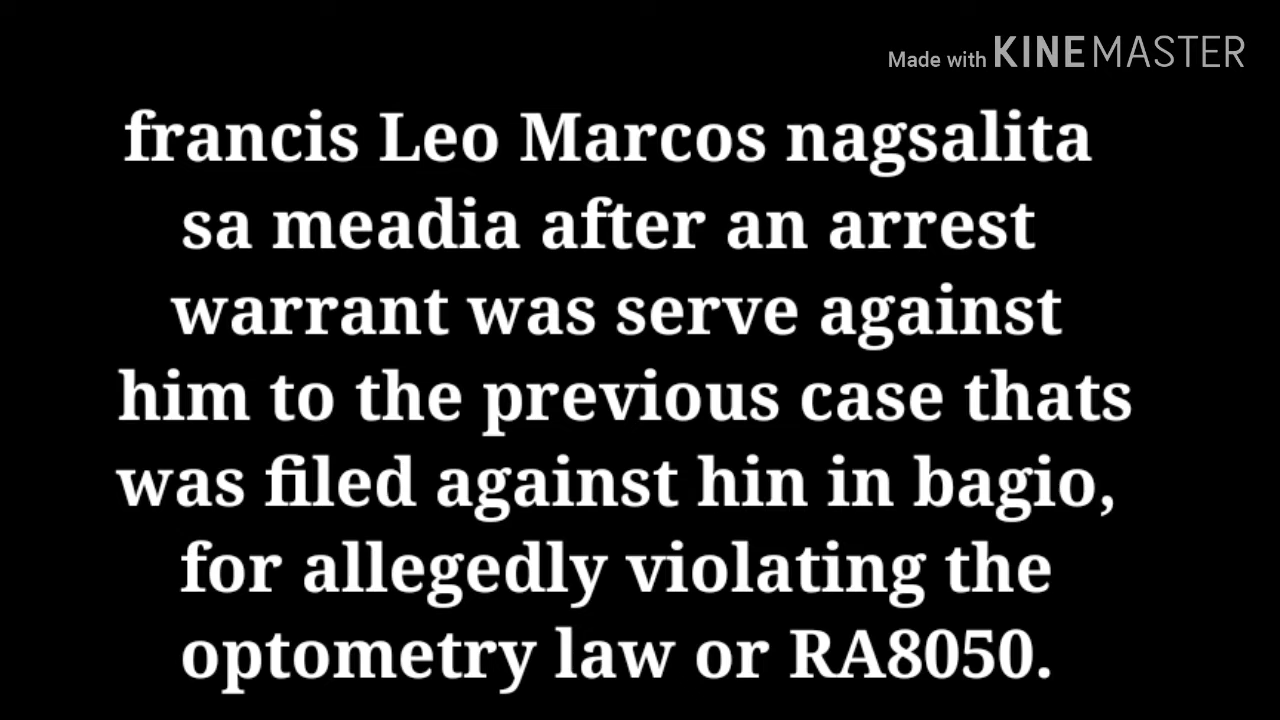 Made with KINEMASTER
francis Leo Marcos nagsalita
sa meadia after an arrest
warrant was serve against
him to the previous case thats
was filed against hin in bagio,
for allegedly violating the
optometry law or RA8050.